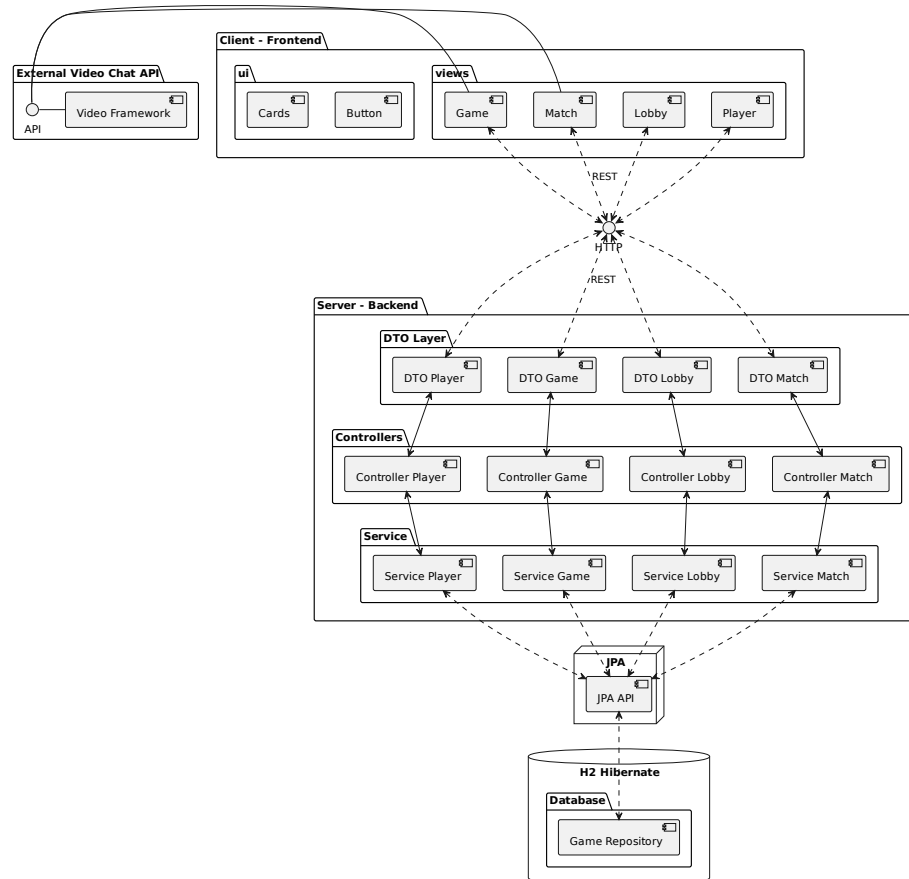 Client - Frontend
External Video Chat API
ui
views
Video Framework
Cards
Button
Game
Match
Lobby
Player
API
REST
HTTP
REST
Server - Backend
DTO Layer
DTO Player
DTO Game
DTO Lobby
DTO Match
Controllers
Controller Player
Controller Game
Controller Lobby
Controller Match
Service
Service Player
Service Game
Service Lobby
Service Match
JPA
JPA API
H2 Hibernate
Database
Game Repository